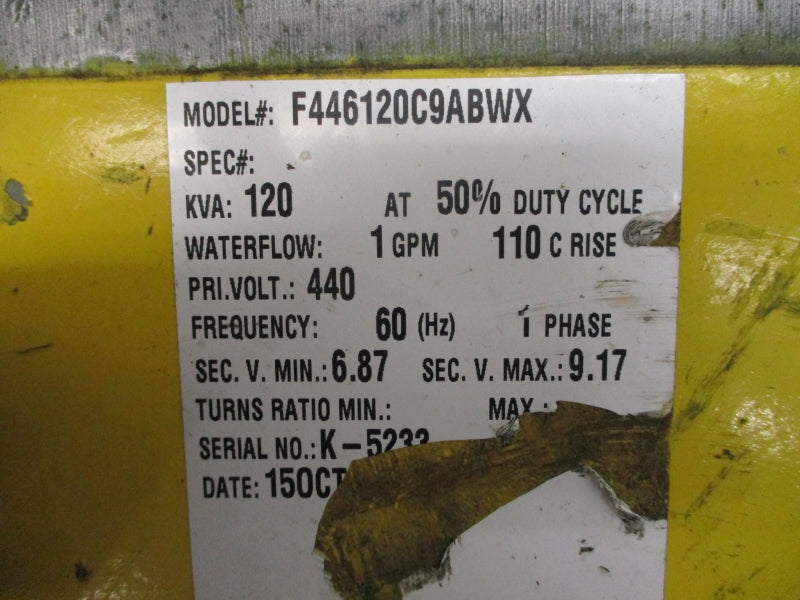 MODEL#: F446120C9ABWX
SPEC#:
KVA: 120 AT 50% DUTY CYCLE
WATERFLOW: 1 GPM 110 C RISE
PRI.VOLT.: 440
FREQUENCY: 60 (Hz) 1 PHASE
SEC. V. MIN.: 6.87 SEC. V. MAX.: 9.17
TURNS RATIO MIN.: MAX.:
SERIAL NO.: K-5233
DATE: 15OCT